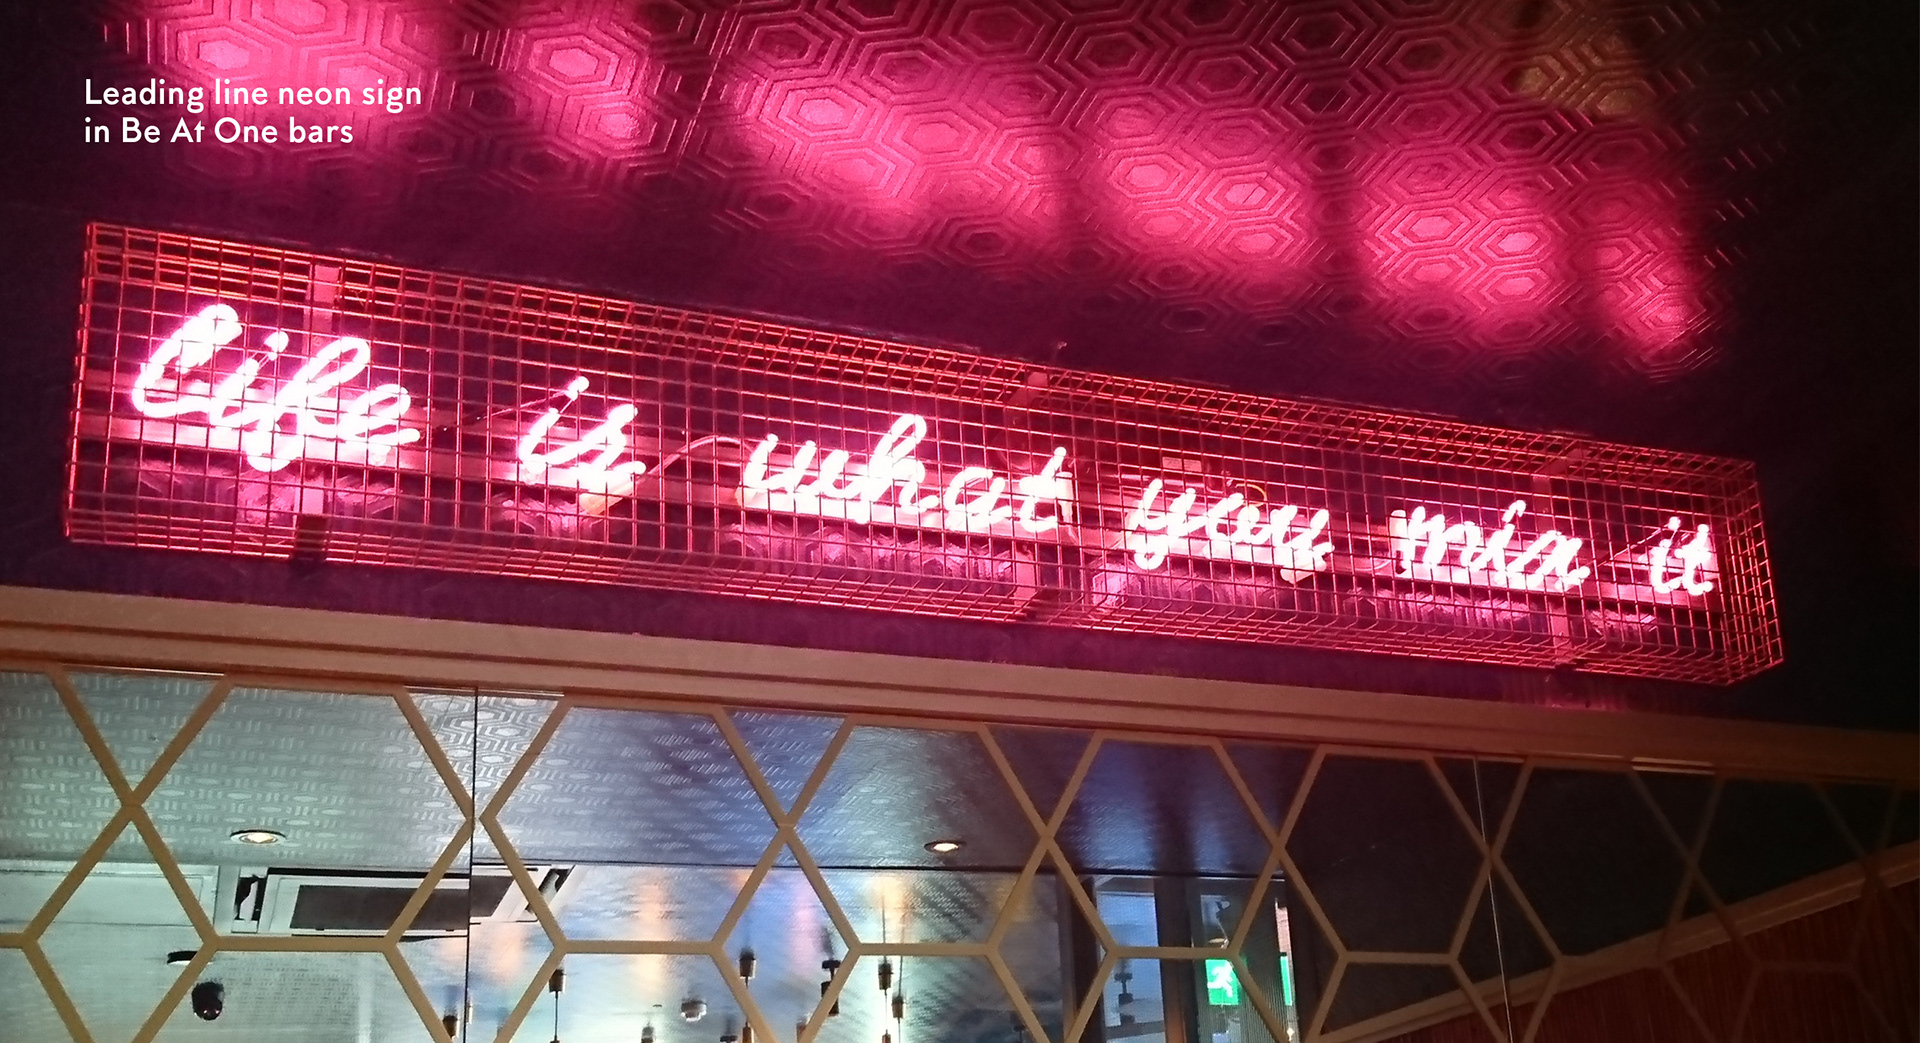 Leading line neon sign
in Be At One bars
Life is what you mix it